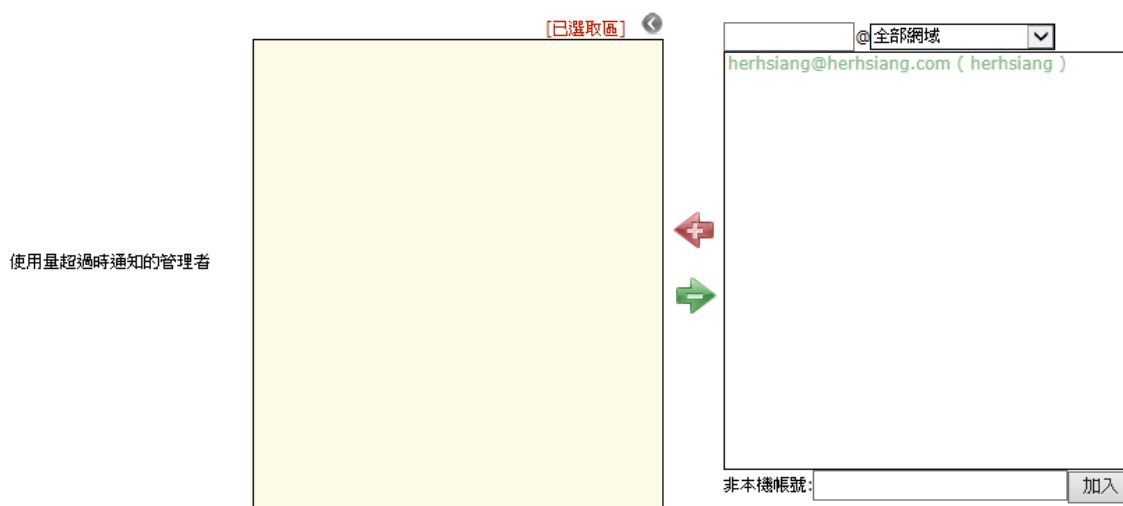 使用量超過時通知的管理者
[已選取區]
@全部網域
herhsiang@herhsiang.com ( herhsiang )
非本機帳號:
加入